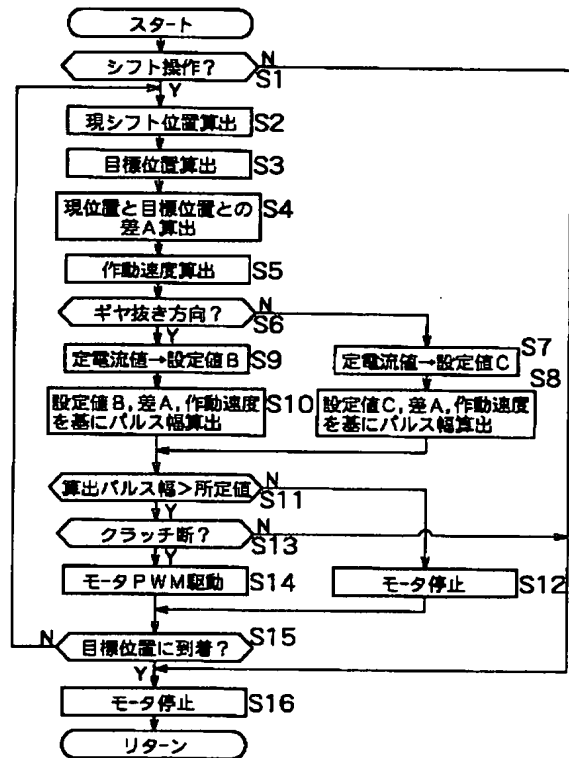 スタート
シフト操作?
N
S1
Y
現シフト位置算出
S2
目標位置算出
S3
現位置と目標位置との
差A算出
S4
作動速度算出
S5
ギヤ抜き方向?
N
S6
Y
定電流値→設定値B
S9
定電流値→設定値C
S7
設定値B,差A,作動速度
を基にパルス幅算出
S10
設定値C,差A,作動速度
を基にパルス幅算出
S8
算出パルス幅>所定値
N
S11
Y
クラッチ断?
N
S13
Y
モータPWM駆動
S14
モータ停止
S12
N
目標位置に到着?
S15
Y
モータ停止
S16
リターン